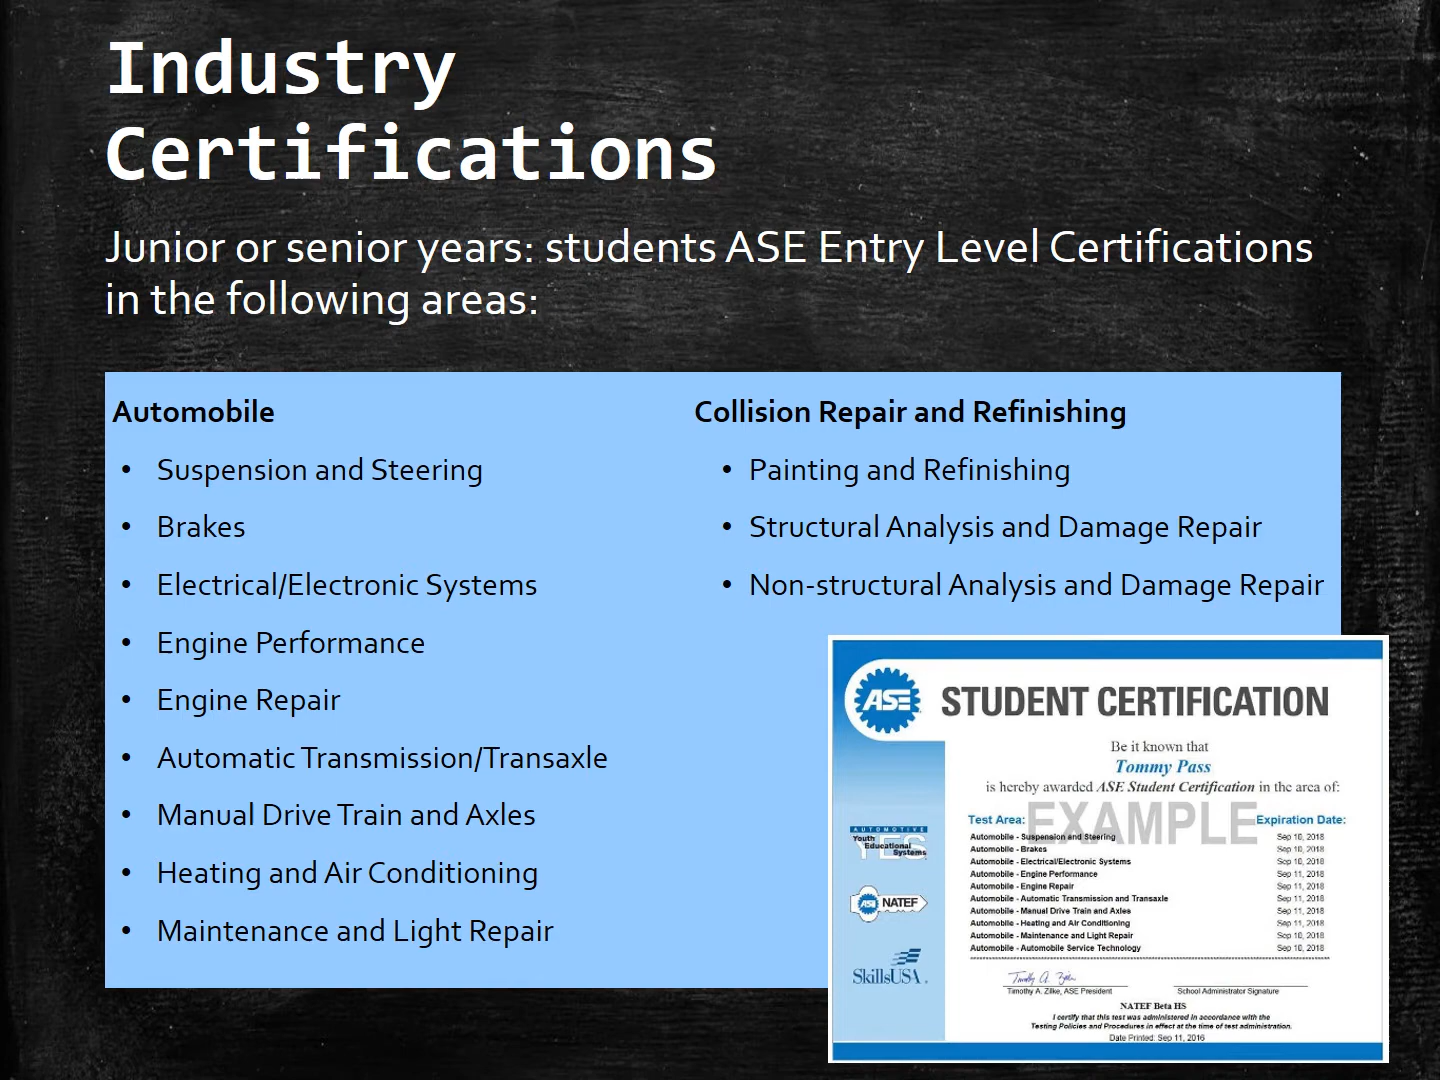 Industry
Certifications
Junior or senior years: students ASE Entry Level Certifications
in the following areas:
Automobile
• Suspension and Steering
• Brakes
• Electrical/Electronic Systems
• Engine Performance
• Engine Repair
• Automatic Transmission/Transaxle
• Manual Drive Train and Axles
• Heating and Air Conditioning
• Maintenance and Light Repair
Collision Repair and Refinishing
• Painting and Refinishing
• Structural Analysis and Damage Repair
• Non-structural Analysis and Damage Repair
ASE STUDENT CERTIFICATION
Be it known that
Tommy Pass
is hereby awarded ASE Student Certification in the area of:
EXAMPLE
Test Area: Expiration Date:
Automobile - Suspension and Steering Sep 10, 2018
Automobile - Brakes Sep 10, 2018
Automobile - Electrical/Electronic Systems Sep 10, 2018
Automobile - Engine Performance Sep 11, 2018
Automobile - Engine Repair Sep 11, 2018
Automobile - Automatic Transmission and Transaxle Sep 11, 2018
Automobile - Manual Drive Train and Axles Sep 11, 2018
Automobile - Heating and Air Conditioning Sep 11, 2018
Automobile - Maintenance and Light Repair Sep 10, 2018
Automobile - Automobile Service Technology Sep 10, 2018
AUTOMOTIVE
YES
Youth
Educational
Systems
ASE NATEF
SkillsUSA
Timothy A. Zilke, ASE President School Administrator Signature
NATEF Beta HS
I certify that this test was administered in accordance with the
Testing Policies and Procedures in effect at the time of test administration.
Date Printed: Sep 11, 2016